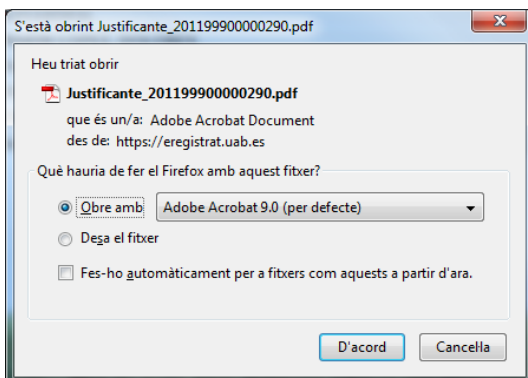 S'està obrint Justificante_201199900000290.pdf
Heu triat obrir
Justificante_201199900000290.pdf
que és un/a: Adobe Acrobat Document
des de: https://eregistrat.uab.es
Què hauria de fer el Firefox amb aquest fitxer?
Obre amb Adobe Acrobat 9.0 (per defecte)
Desa el fitxer
Fes-ho automàticament per a fitxers com aquests a partir d'ara.
D'acord Cancel·la